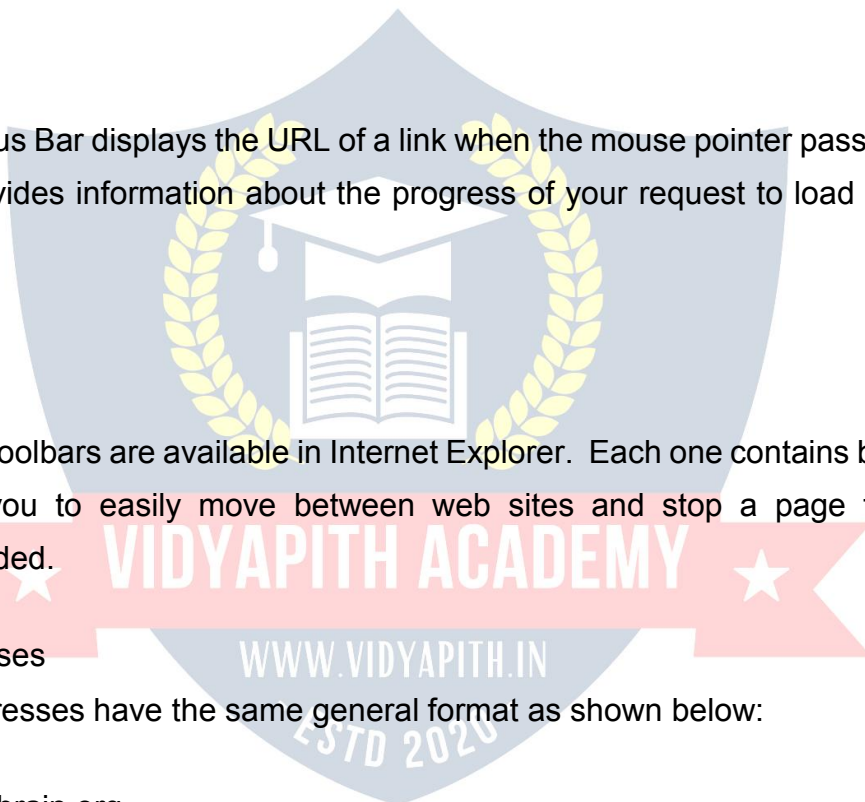 us Bar displays the URL of a link when the mouse pointer pass
vides information about the progress of your request to load
oolbars are available in Internet Explorer. Each one contains b
you to easily move between web sites and stop a page
ded.
VIDYAPITH ACADEMY
ses
WWW.VIDYAPITH.IN
resses have the same general format as shown below:
ESTD 2020
brain.org